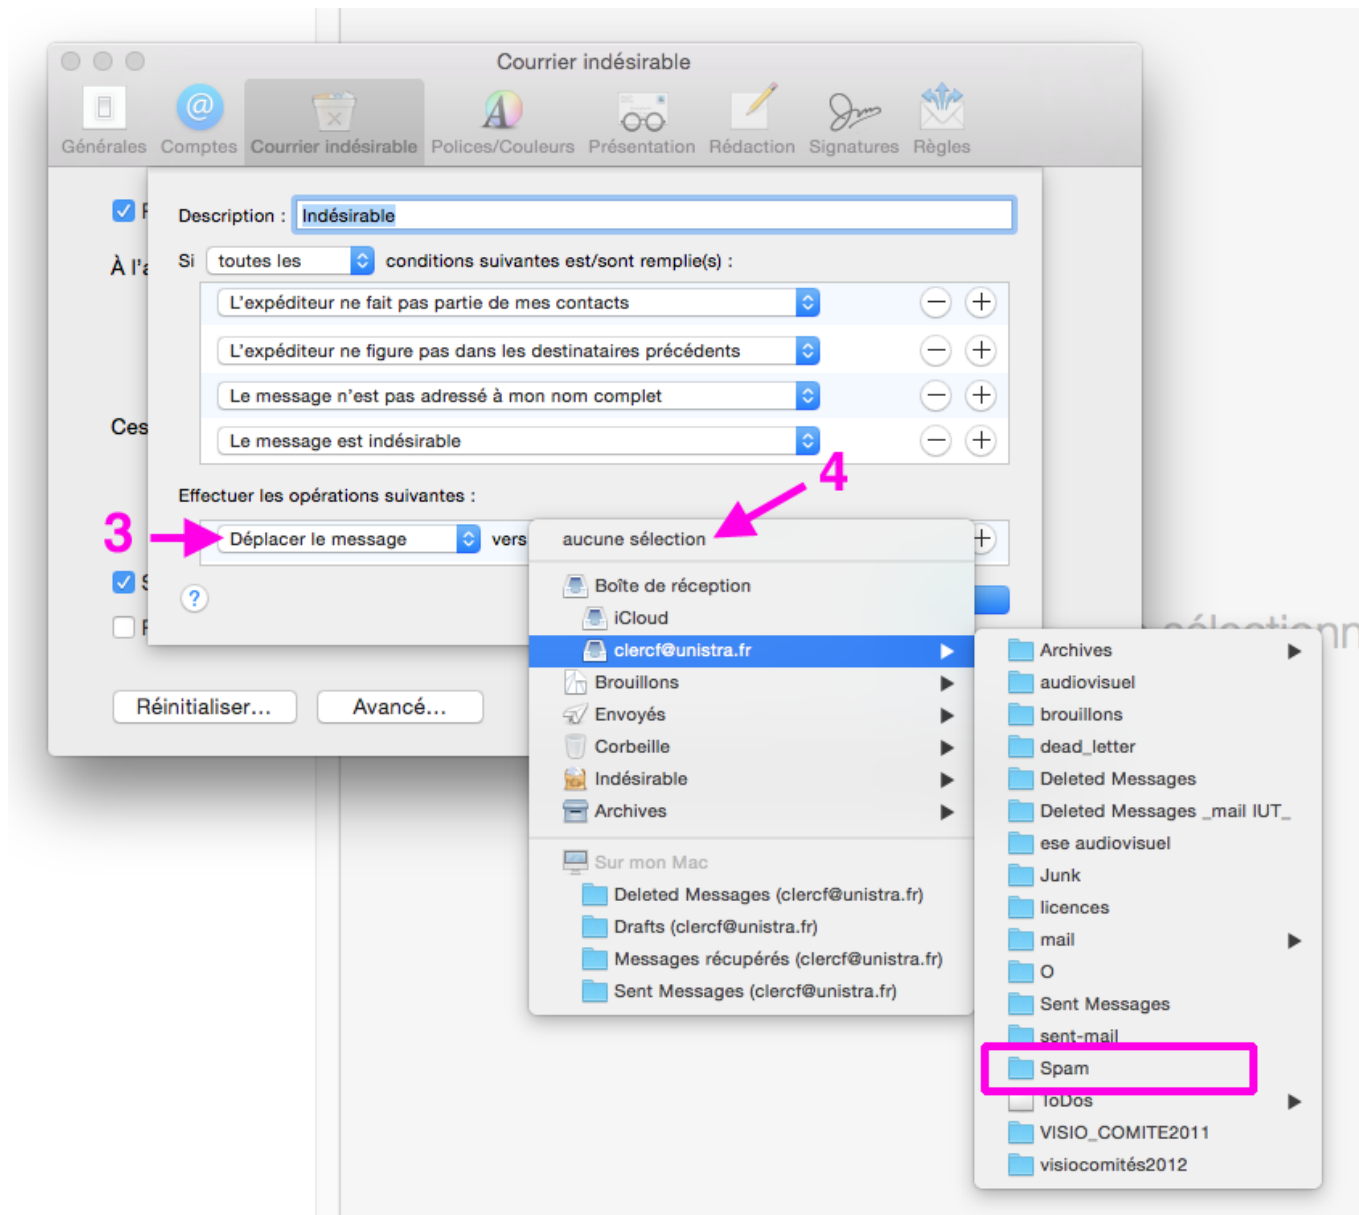 Courrier indésirable
Générales Comptes Courrier indésirable Polices/Couleurs Présentation Rédaction Signatures Règles
Description : Indésirable
À l'a
Si toutes les conditions suivantes est/sont remplie(s) :
L'expéditeur ne fait pas partie de mes contacts
L'expéditeur ne figure pas dans les destinataires précédents
Le message n'est pas adressé à mon nom complet
Ces
Le message est indésirable
4
Effectuer les opérations suivantes :
3 Déplacer le message vers
aucune sélection
?
Boîte de réception
iCloud
clercf@unistra.fr
Brouillons
Envoyés
Corbeille
Indésirable
Archives
Sur mon Mac
Deleted Messages (clercf@unistra.fr)
Drafts (clercf@unistra.fr)
Messages récupérés (clercf@unistra.fr)
Sent Messages (clercf@unistra.fr)
Réinitialiser... Avancé...
Archives
audiovisuel
brouillons
dead_letter
Deleted Messages
Deleted Messages _mail IUT_
ese audiovisuel
Junk
licences
mail
O
Sent Messages
sent-mail
Spam
ToDos
VISIO_COMITE2011
visiocomités2012